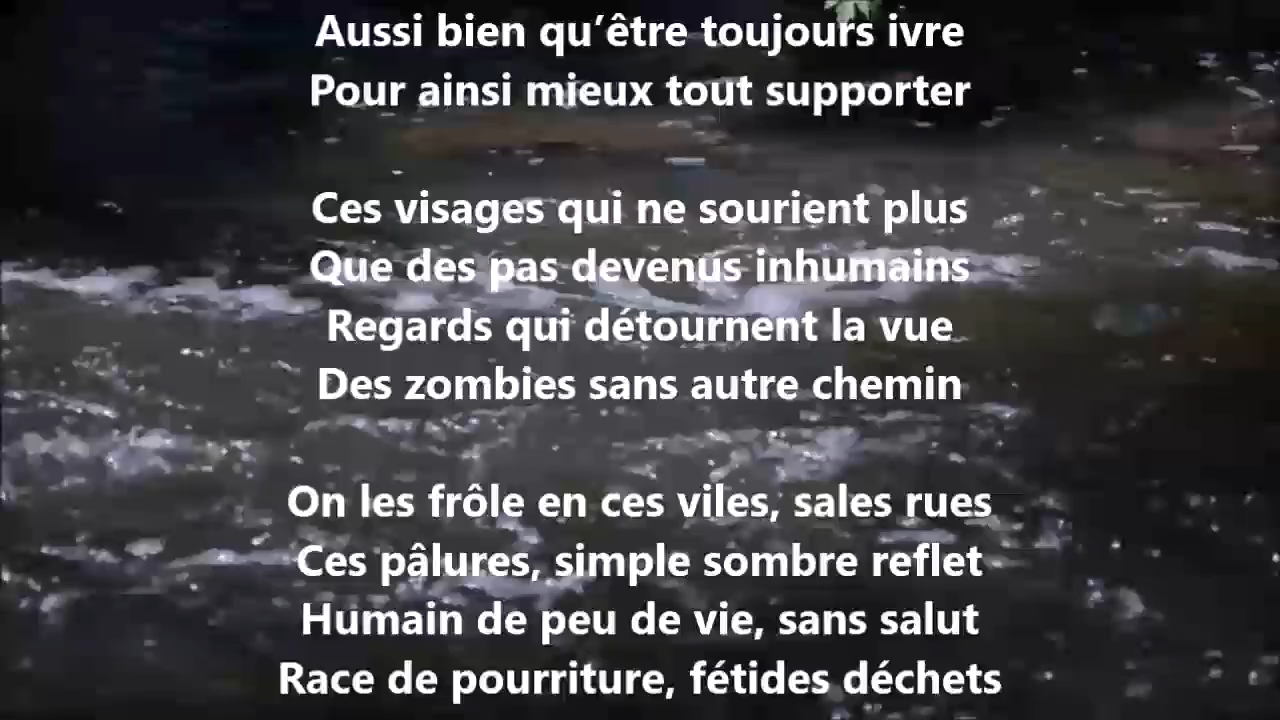 Aussi bien qu’être toujours ivre
Pour ainsi mieux tout supporter
Ces visages qui ne sourient plus
Que des pas devenus inhumains
Regards qui détournent la vue
Des zombies sans autre chemin
On les frôle en ces viles, sales rues
Ces pâlures, simple sombre reflet
Humain de peu de vie, sans salut
Race de pourriture, fétides déchets